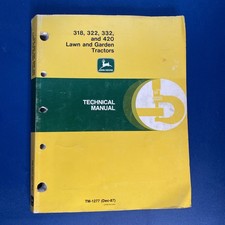 318, 322, 332,
and 420
Lawn and Garden
Tractors
JOHN DEERE
TECHNICAL
MANUAL
TM-1377 (Dec-87)